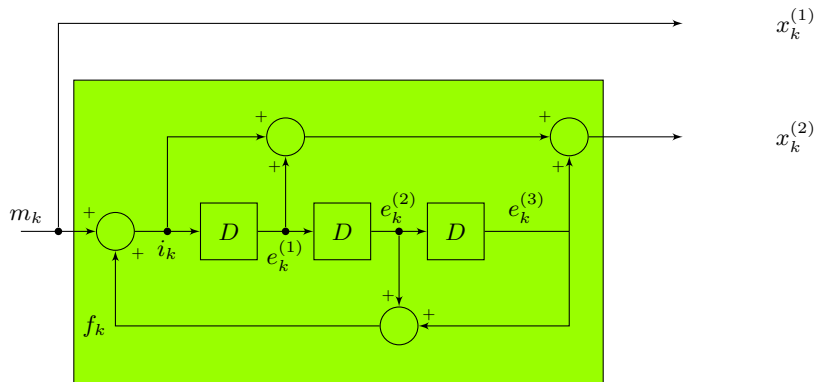 x_k^{(1)}
+ +
x_k^{(2)}
+ +
m_k + D e_k^{(2)} D e_k^{(3)} D
+ i_k e_k^{(1)}
+ +
f_k